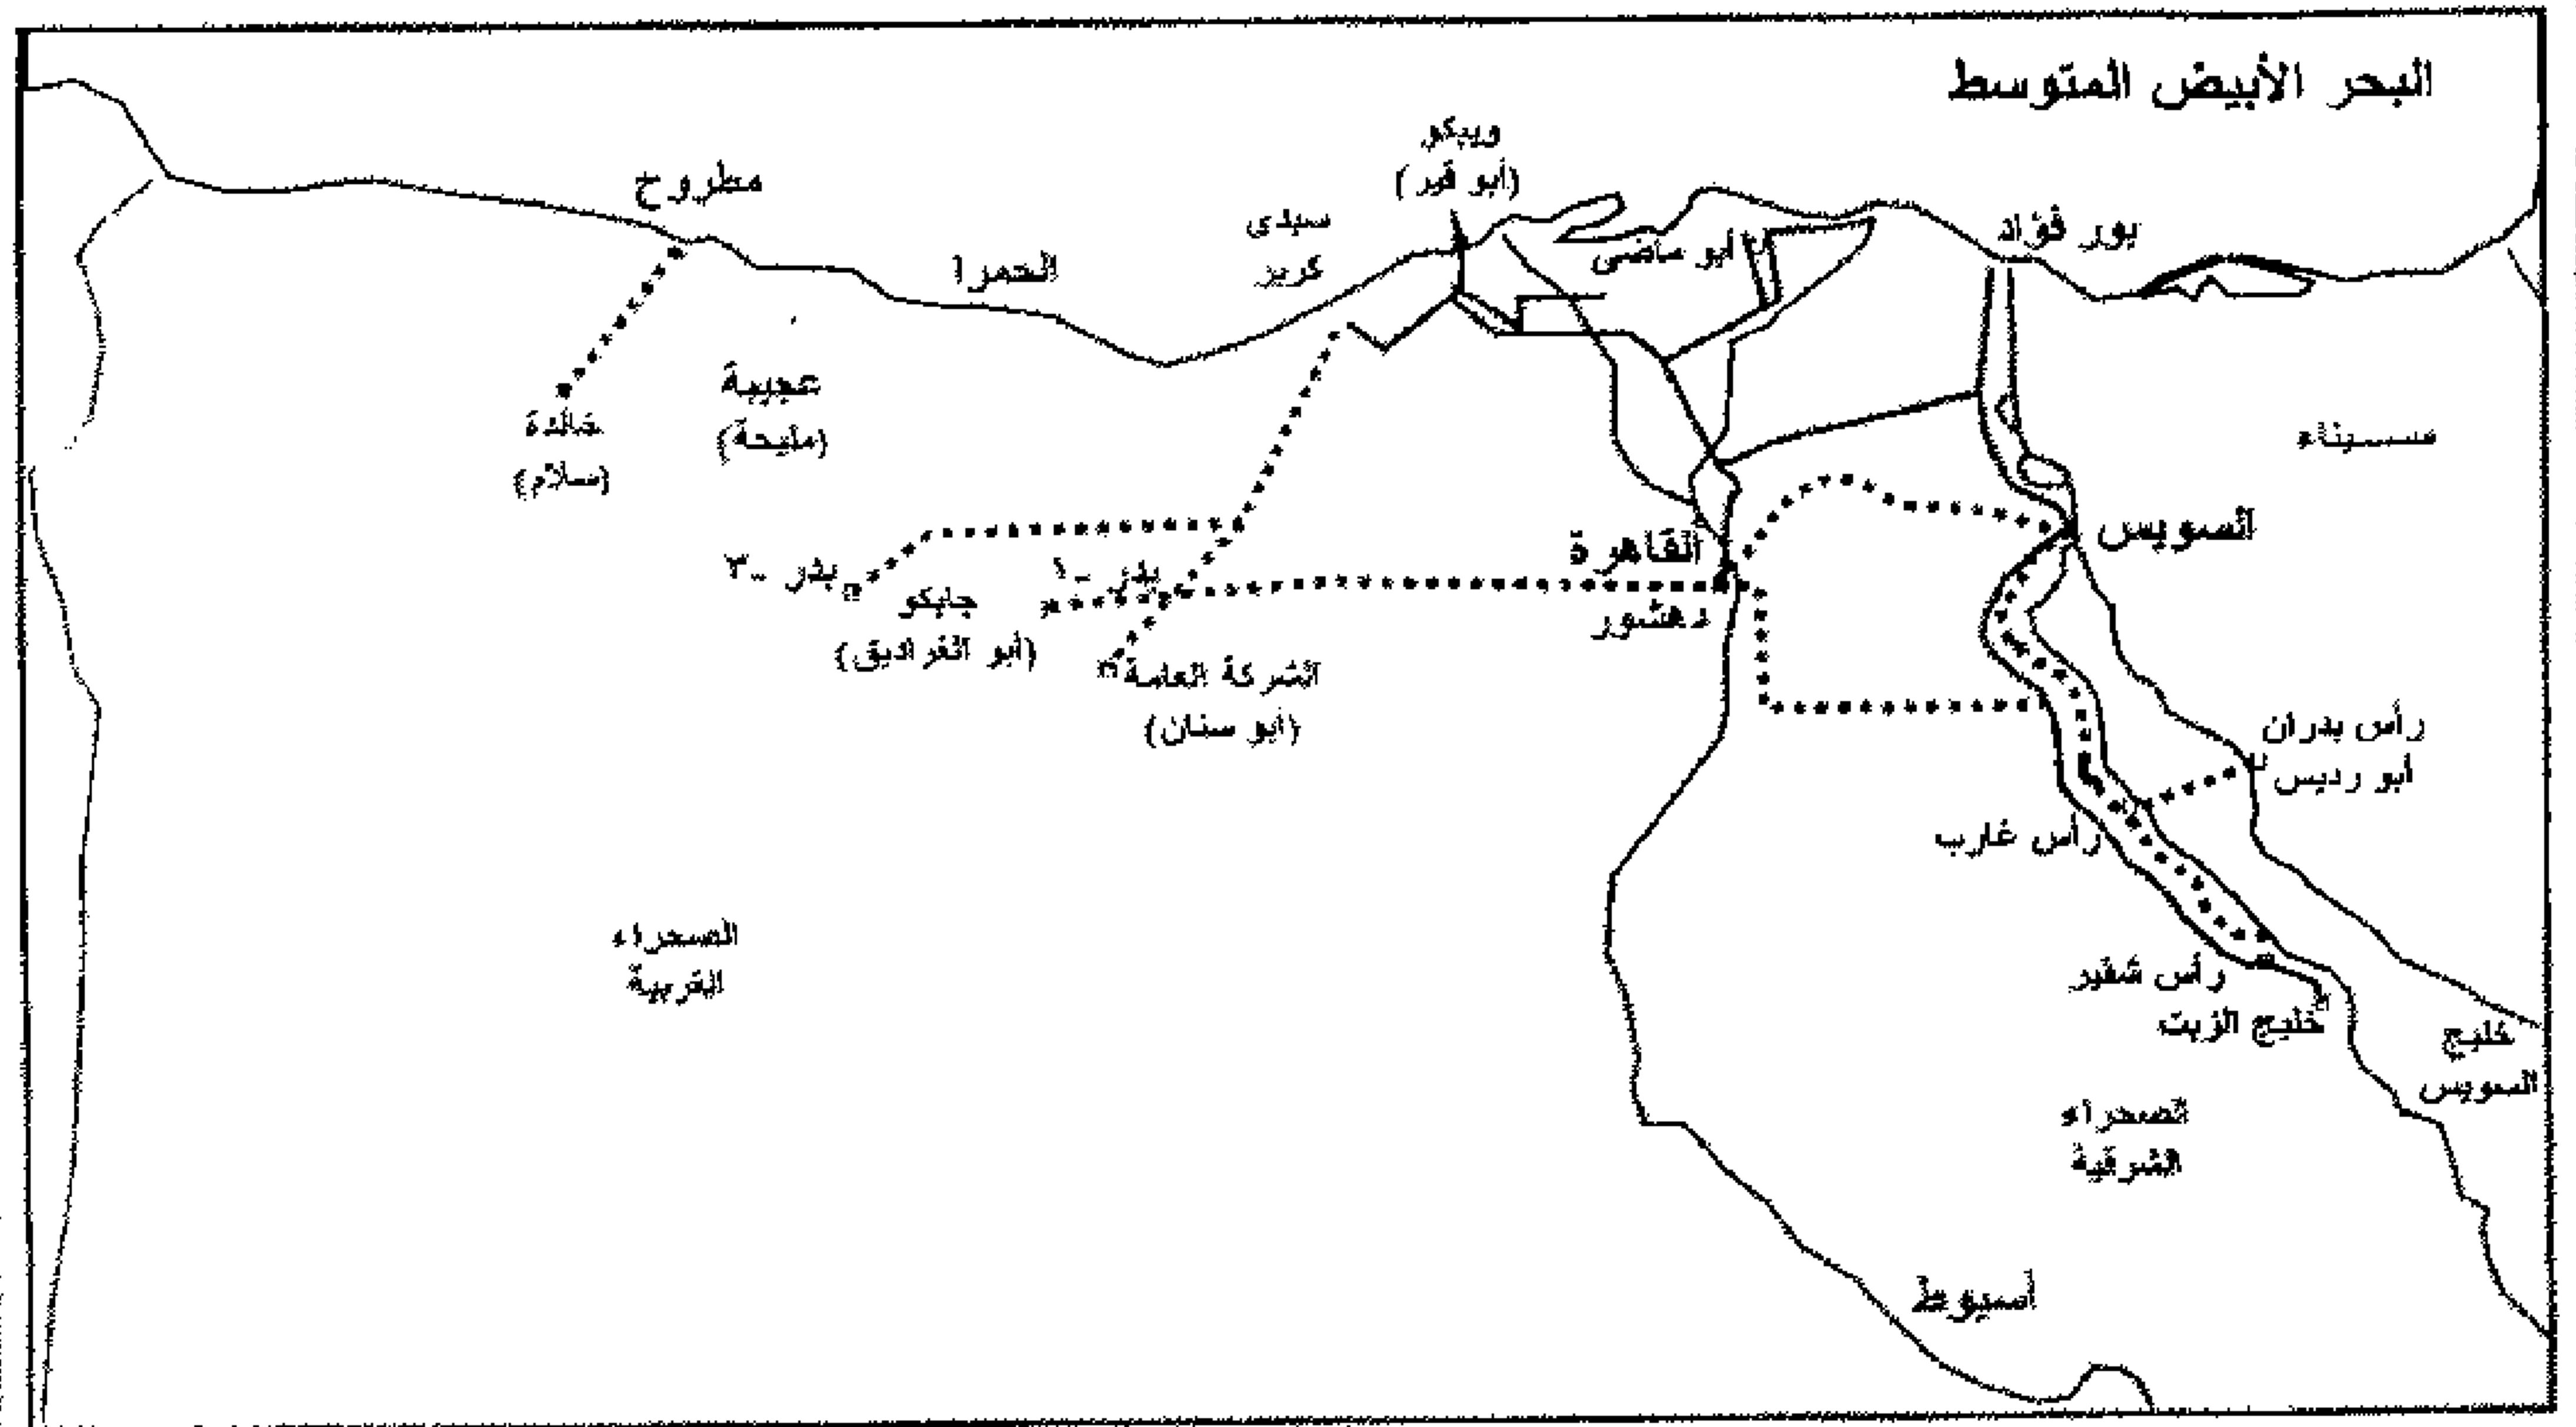 البحر الأبيض المتوسط
ويبكو
(أبو قير)
مطروح
سيدى
كرير
الحمرا
أبو ماضى
بور فؤاد
عجيبة
(مليحة)
خالدة
(سلام)
سيناء
السويس
القاهرة
دهشور
بدر -٣
بدر -١
جابكو
(أبو الغراديق)
الشركة العامة
(أبو سنان)
رأس بدران
أبو رديس
رأس غارب
الصحراء
الغربية
رأس شقير
خليج الزيت
خليج
السويس
الصحراء
الشرقية
أسيوط